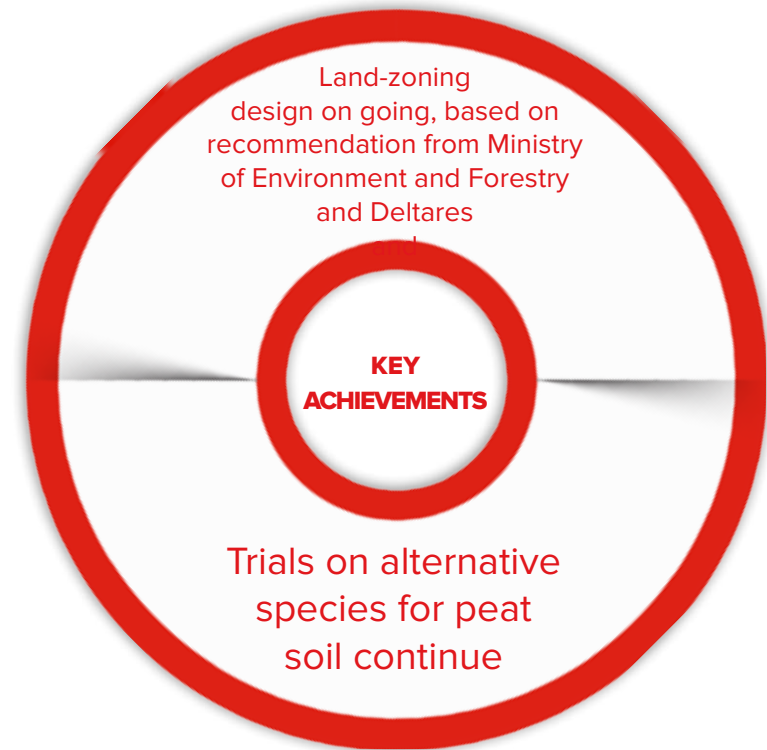 Land-zoning
design on going, based on
recommendation from Ministry
of Environment and Forestry
and Deltares
and
KEY
ACHIEVEMENTS
Trials on alternative
species for peat
soil continue